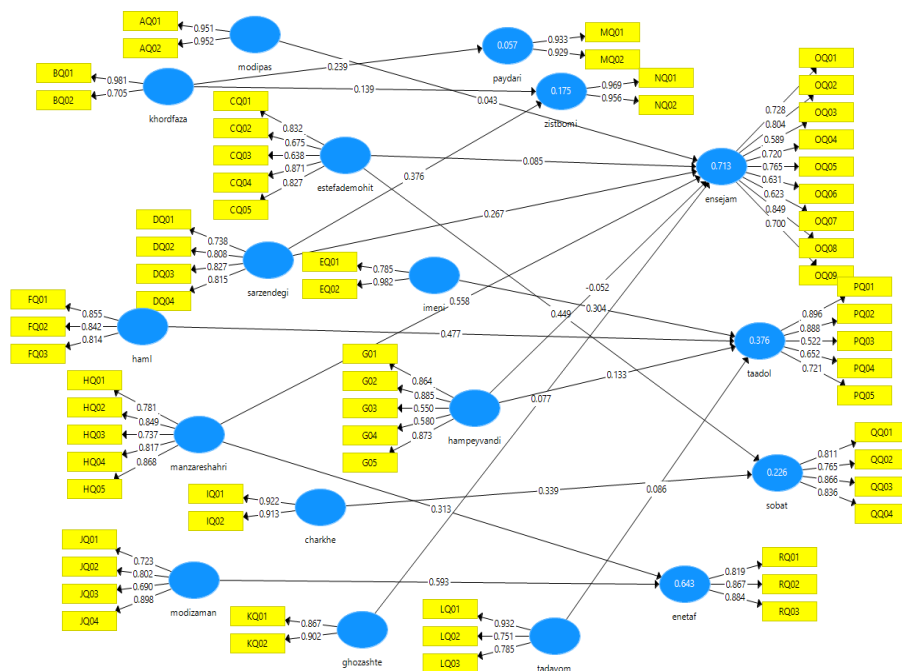 AQ01
0.951
AQ02
0.952
modipas
BQ01
0.981
BQ02
0.705
khordfaza
0.239
0.139
0.043
0.057
paydari
0.933
MQ01
0.929
MQ02
0.175
zistbomi
0.969
NQ01
0.956
NQ02
CQ01
0.832
CQ02
0.675
CQ03
0.638
CQ04
0.871
CQ05
0.827
estefademohit
0.085
0.376
0.713
ensejam
OQ01
0.728
OQ02
0.804
OQ03
0.589
OQ04
0.720
OQ05
0.765
OQ06
0.631
OQ07
0.623
OQ08
0.849
OQ09
0.700
DQ01
0.738
DQ02
0.808
DQ03
0.827
DQ04
0.815
sarzendegi
0.267
EQ01
0.785
EQ02
0.982
imeni
0.558
-0.052
0.304
0.449
FQ01
0.855
FQ02
0.842
FQ03
0.814
haml
0.477
0.376
taadol
PQ01
0.896
PQ02
0.888
PQ03
0.522
PQ04
0.652
PQ05
0.721
G01
0.864
G02
0.885
G03
0.550
G04
0.580
G05
0.873
hampeyvandi
0.133
0.077
HQ01
0.781
HQ02
0.849
HQ03
0.737
HQ04
0.817
HQ05
0.868
manzareshahri
0.313
0.086
IQ01
0.922
IQ02
0.913
charkhe
0.339
0.226
sobat
QQ01
0.811
QQ02
0.765
QQ03
0.866
QQ04
0.836
JQ01
0.723
JQ02
0.802
JQ03
0.690
JQ04
0.898
modizaman
0.593
0.643
enetaf
RQ01
0.819
RQ02
0.867
RQ03
0.884
KQ01
0.867
KQ02
0.902
ghozashte
LQ01
0.932
LQ02
0.751
LQ03
0.785
tadavom